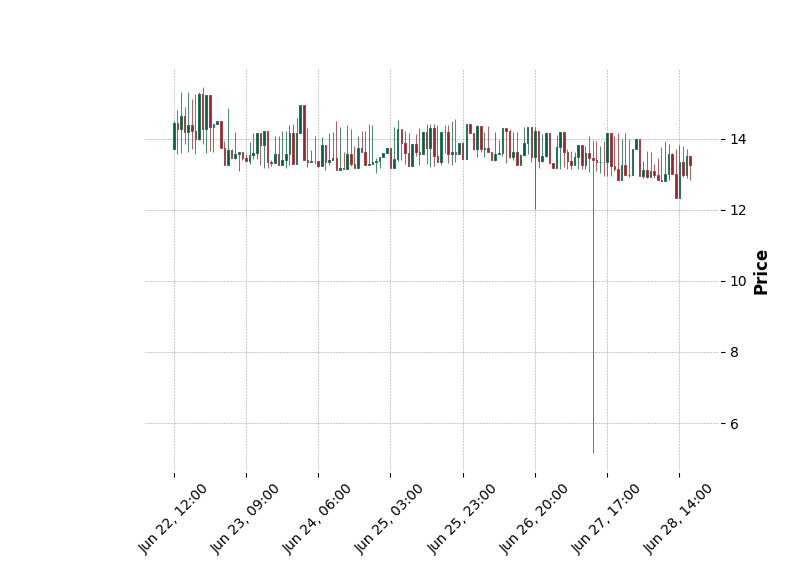 14
12
10
8
6
Price
Jun 22, 12:00
Jun 23, 09:00
Jun 24, 06:00
Jun 25, 03:00
Jun 25, 23:00
Jun 26, 20:00
Jun 27, 17:00
Jun 28, 14:00